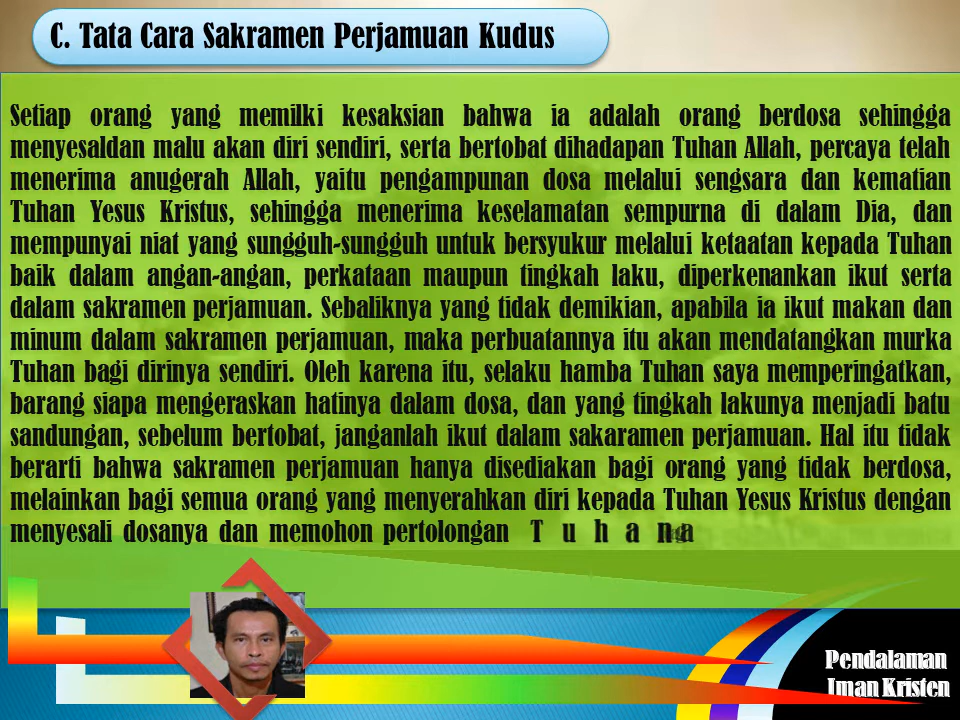 C. Tata Cara Sakramen Perjamuan Kudus
Setiap orang yang memilki kesaksian bahwa ia adalah orang berdosa sehingga
menyesaldan malu akan diri sendiri, serta bertobat dihadapan Tuhan Allah, percaya telah
menerima anugerah Allah, yaitu pengampunan dosa melalui sengsara dan kematian
Tuhan Yesus Kristus, sehingga menerima keselamatan sempurna di dalam Dia, dan
mempunyai niat yang sungguh-sungguh untuk bersyukur melalui ketaatan kepada Tuhan
baik dalam angan-angan, perkataan maupun tingkah laku, diperkenankan ikut serta
dalam sakramen perjamuan. Sebaliknya yang tidak demikian, apabila ia ikut makan dan
minum dalam sakramen perjamuan, maka perbuatannya itu akan mendatangkan murka
Tuhan bagi dirinya sendiri. Oleh karena itu, selaku hamba Tuhan saya memperingatkan,
barang siapa mengeraskan hatinya dalam dosa, dan yang tingkah lakunya menjadi batu
sandungan, sebelum bertobat, janganlah ikut dalam sakaramen perjamuan. Hal itu tidak
berarti bahwa sakramen perjamuan hanya disediakan bagi orang yang tidak berdosa,
melainkan bagi semua orang yang menyerahkan diri kepada Tuhan Yesus Kristus dengan
menyesali dosanya dan memohon pertolongan
Pendalaman
Iman Kristen